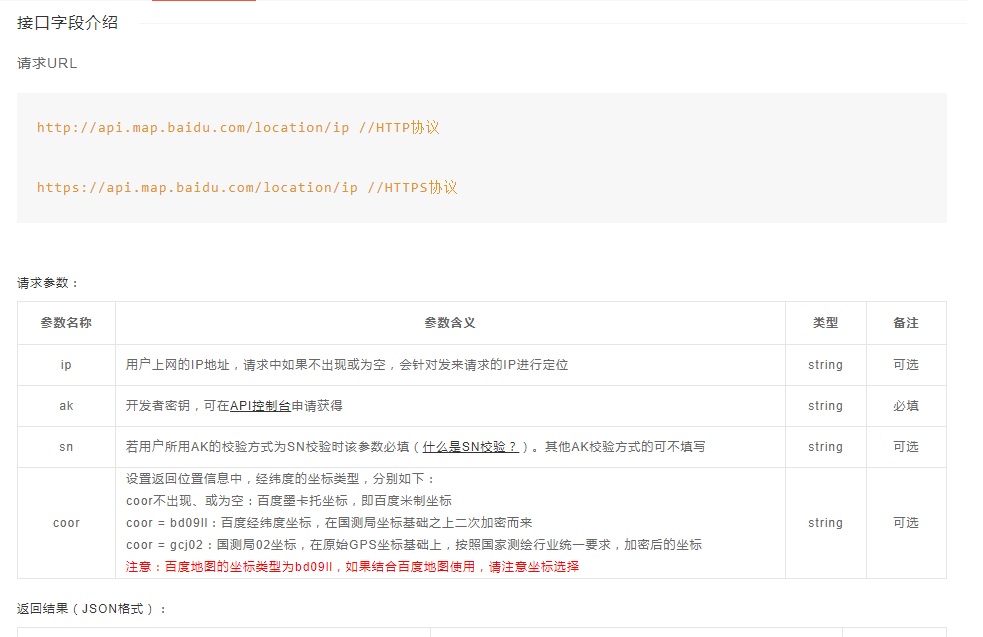 接口字段介绍
请求URL
http://api.map.baidu.com/location/ip //HTTP协议
https://api.map.baidu.com/location/ip //HTTPS协议
请求参数：
参数名称 参数含义 类型 备注
ip 用户上网的IP地址，请求中如果不出现或为空，会针对发来请求的IP进行定位 string 可选
ak 开发者密钥，可在API控制台申请获得 string 必填
sn 若用户所用AK的校验方式为SN校验时该参数必填（什么是SN校验？）。其他AK校验方式的可不填写 string 可选
设置返回位置信息中，经纬度的坐标类型，分别如下：
coor不出现、或为空：百度墨卡托坐标，即百度米制坐标
coor coor = bd09ll：百度经纬度坐标，在国测局坐标基础之上二次加密而来 string 可选
coor = gcj02：国测局02坐标，在原始GPS坐标基础上，按照国家测绘行业统一要求，加密后的坐标
注意：百度地图的坐标类型为bd09ll，如果结合百度地图使用，请注意坐标选择
返回结果（JSON格式）：